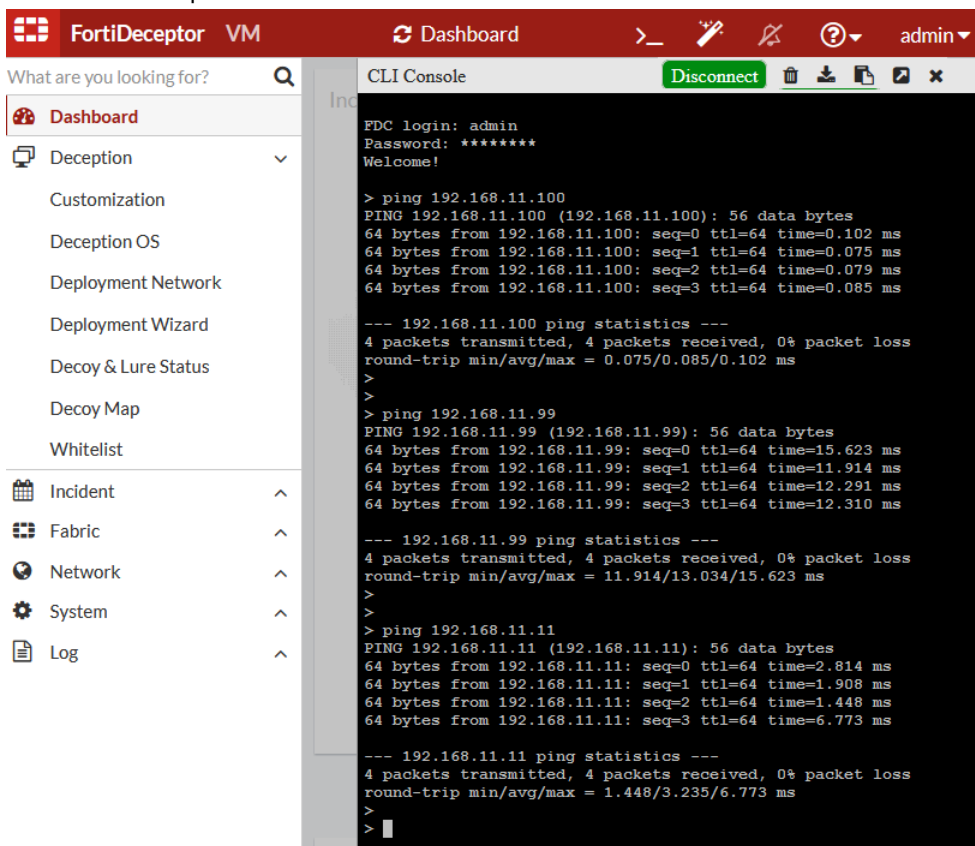 FortiDeceptor VM
Dashboard
>_
admin
What are you looking for?
Dashboard
Deception
Customization
Deception OS
Deployment Network
Deployment Wizard
Decoy & Lure Status
Decoy Map
Whitelist
Incident
Fabric
Network
System
Log
CLI Console
Disconnect
FDC login: admin
Password: ********
Welcome!
> ping 192.168.11.100
PING 192.168.11.100 (192.168.11.100): 56 data bytes
64 bytes from 192.168.11.100: seq=0 ttl=64 time=0.102 ms
64 bytes from 192.168.11.100: seq=1 ttl=64 time=0.075 ms
64 bytes from 192.168.11.100: seq=2 ttl=64 time=0.079 ms
64 bytes from 192.168.11.100: seq=3 ttl=64 time=0.085 ms
--- 192.168.11.100 ping statistics ---
4 packets transmitted, 4 packets received, 0% packet loss
round-trip min/avg/max = 0.075/0.085/0.102 ms
>
>
> ping 192.168.11.99
PING 192.168.11.99 (192.168.11.99): 56 data bytes
64 bytes from 192.168.11.99: seq=0 ttl=64 time=15.623 ms
64 bytes from 192.168.11.99: seq=1 ttl=64 time=11.914 ms
64 bytes from 192.168.11.99: seq=2 ttl=64 time=12.291 ms
64 bytes from 192.168.11.99: seq=3 ttl=64 time=12.310 ms
--- 192.168.11.99 ping statistics ---
4 packets transmitted, 4 packets received, 0% packet loss
round-trip min/avg/max = 11.914/13.034/15.623 ms
>
>
> ping 192.168.11.11
PING 192.168.11.11 (192.168.11.11): 56 data bytes
64 bytes from 192.168.11.11: seq=0 ttl=64 time=2.814 ms
64 bytes from 192.168.11.11: seq=1 ttl=64 time=1.908 ms
64 bytes from 192.168.11.11: seq=2 ttl=64 time=1.448 ms
64 bytes from 192.168.11.11: seq=3 ttl=64 time=6.773 ms
--- 192.168.11.11 ping statistics ---
4 packets transmitted, 4 packets received, 0% packet loss
round-trip min/avg/max = 1.448/3.235/6.773 ms
>
>